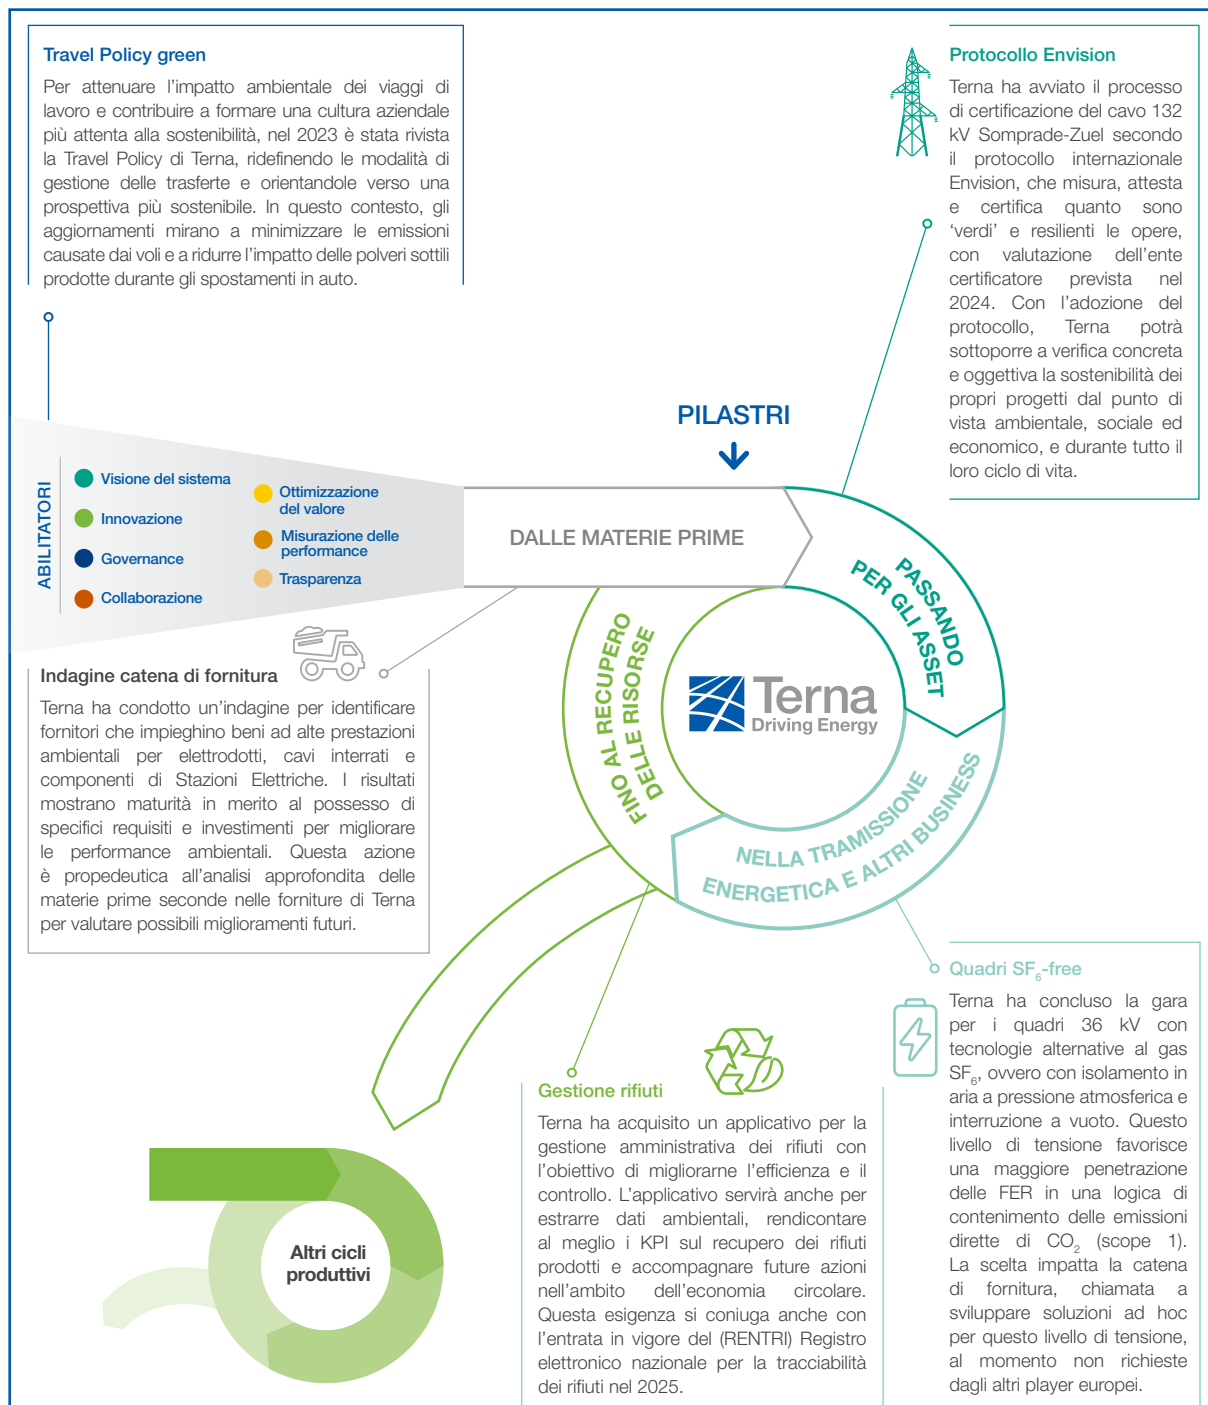 Travel Policy green
Per attenuare l'impatto ambientale dei viaggi di
lavoro e contribuire a formare una cultura aziendale
più attenta alla sostenibilità, nel 2023 è stata rivista
la Travel Policy di Terna, ridefinendo le modalità di
gestione delle trasferte e orientandole verso una
prospettiva più sostenibile. In questo contesto, gli
aggiornamenti mirano a minimizzare le emissioni
causate dai voli e a ridurre l'impatto delle polveri sottili
prodotte durante gli spostamenti in auto.
Protocollo Envision
Terna ha avviato il processo
di certificazione del cavo 132
kV Somprade-Zuel secondo
il protocollo internazionale
Envision, che misura, attesta
e certifica quanto sono
'verdi' e resilienti le opere,
con valutazione dell'ente
certificatore prevista nel
2024. Con l'adozione del
protocollo, Terna potrà
sottoporre a verifica concreta
e oggettiva la sostenibilità dei
propri progetti dal punto di
vista ambientale, sociale ed
economico, e durante tutto il
loro ciclo di vita.
PILASTRI
ABILITATORI
Visione del sistema
Innovazione
Governance
Collaborazione
Ottimizzazione
del valore
Misurazione delle
performance
Trasparenza
DALLE MATERIE PRIME
PASSANDO
PER GLI ASSET
NELLA TRAMISSIONE
ENERGETICA E ALTRI BUSINESS
FINO AL RECUPERO
DELLE RISORSE
Terna
Driving Energy
Indagine catena di fornitura
Terna ha condotto un'indagine per identificare
fornitori che impieghino beni ad alte prestazioni
ambientali per elettrodotti, cavi interrati e
componenti di Stazioni Elettriche. I risultati
mostrano maturità in merito al possesso di
specifici requisiti e investimenti per migliorare
le performance ambientali. Questa azione
è propedeutica all'analisi approfondita delle
materie prime seconde nelle forniture di Terna
per valutare possibili miglioramenti futuri.
Quadri SF₆-free
Terna ha concluso la gara
per i quadri 36 kV con
tecnologie alternative al gas
SF₆, ovvero con isolamento in
aria a pressione atmosferica e
interruzione a vuoto. Questo
livello di tensione favorisce
una maggiore penetrazione
delle FER in una logica di
contenimento delle emissioni
dirette di CO₂ (scope 1).
La scelta impatta la catena
di fornitura, chiamata a
sviluppare soluzioni ad hoc
per questo livello di tensione,
al momento non richieste
dagli altri player europei.
Gestione rifiuti
Terna ha acquisito un applicativo per la
gestione amministrativa dei rifiuti con
l'obiettivo di migliorarne l'efficienza e il
controllo. L'applicativo servirà anche per
estrarre dati ambientali, rendicontare
al meglio i KPI sul recupero dei rifiuti
prodotti e accompagnare future azioni
nell'ambito dell'economia circolare.
Questa esigenza si coniuga anche con
l'entrata in vigore del (RENTRI) Registro
elettronico nazionale per la tracciabilità
dei rifiuti nel 2025.
Altri cicli
produttivi